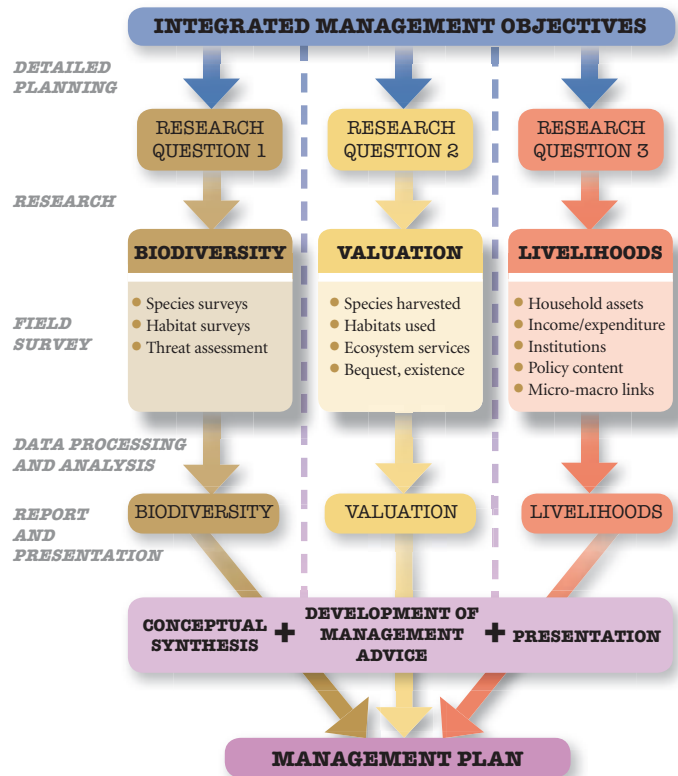 INTEGRATED MANAGEMENT OBJECTIVES
DETAILED
PLANNING
RESEARCH
QUESTION 1
RESEARCH
QUESTION 2
RESEARCH
QUESTION 3
RESEARCH
BIODIVERSITY
VALUATION
LIVELIHOODS
FIELD
SURVEY
• Species surveys
• Habitat surveys
• Threat assessment
• Species harvested
• Habitats used
• Ecosystem services
• Bequest, existence
• Household assets
• Income/expenditure
• Institutions
• Policy content
• Micro-macro links
DATA PROCESSING
AND ANALYSIS
REPORT
AND
PRESENTATION
BIODIVERSITY
VALUATION
LIVELIHOODS
CONCEPTUAL
SYNTHESIS
+
DEVELOPMENT OF
MANAGEMENT
ADVICE
+
PRESENTATION
MANAGEMENT PLAN